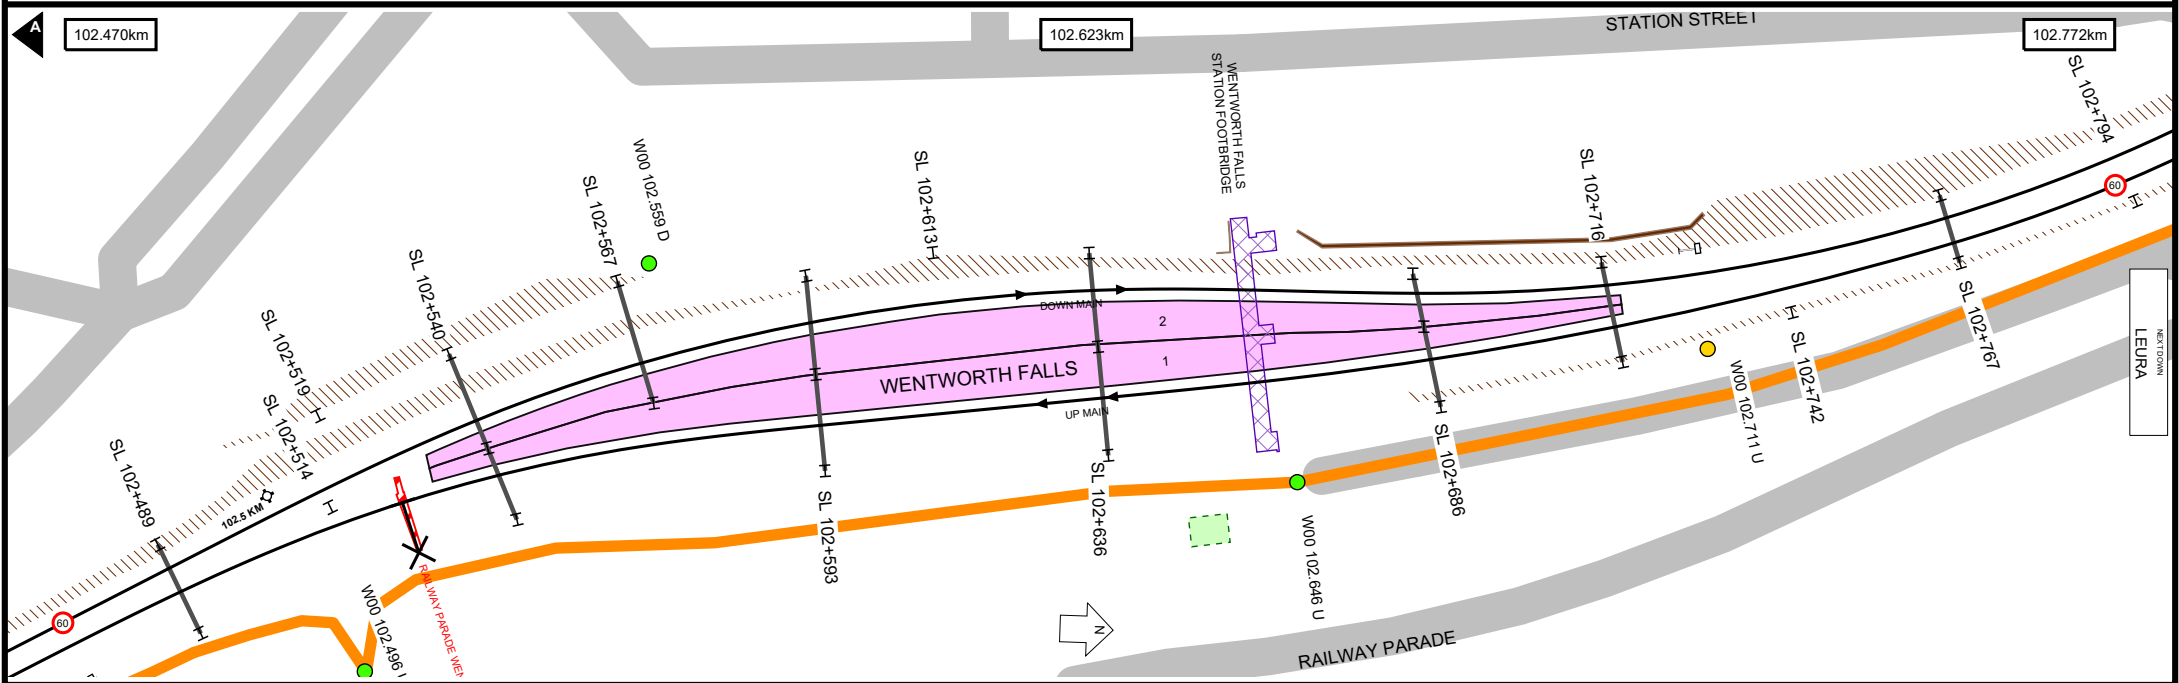 A
102.470km
102.623km
102.772km
STATION STREET
WENTWORTH FALLS
STATION FOOTBRIDGE
SL 102+794
W00 102.559 D
SL 102+567
SL 102+613
SL 102+716
SL 102+540
SL 102+519
SL 102+514
SL 102+489
102.5 KM
60
60
DOWN MAIN
2
1
WENTWORTH FALLS
UP MAIN
SL 102+593
SL 102+636
SL 102+686
W00 102.711 U
SL 102+742
SL 102+767
NEXT DOWN
LEURA
W00 102.646 U
W00 102.496
RAILWAY PARADE WEN
N
RAILWAY PARADE